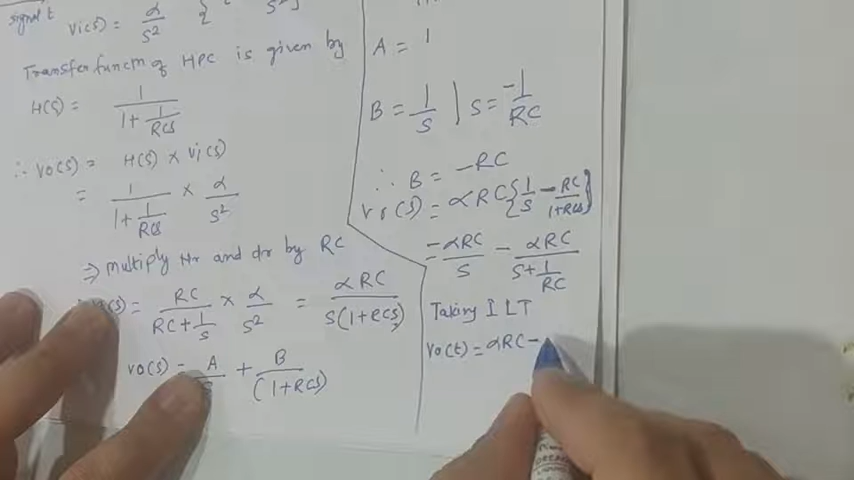 signal t
Vi(s) = α/S²
Transfer functn of HPC is given by
H(S) = 1/(1+1/RCS)
∴ Vo(s) = H(s) × Vi(s)
= 1/(1+1/RCS) × α/S²
⇒ multiply Nr and dr by RC
(s) = RC/(RC+1/S) × α/S² = αRC/(S(1+RCS))
Vo(s) = A/S + B/(1+RCS)
A = 1
B = 1/S | S = -1/RC
∴ B = -RC
(s) = αRC{1/S - RC/(1+RCS)}
= αRC/S - αRC/(S+1/RC)
Taking ILT
Vo(t) = αRC -